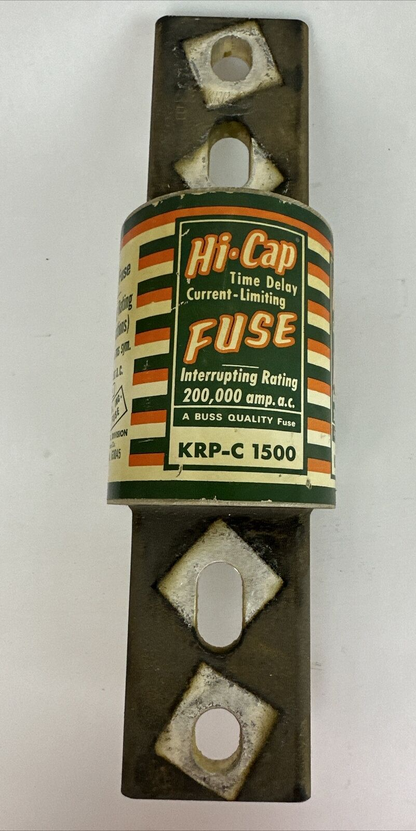 Hi-Cap
Time Delay
Current-Limiting
FUSE
Interrupting Rating
200,000 amp. a.c.
A BUSS QUALITY Fuse
KRP-C 1500
a.c.